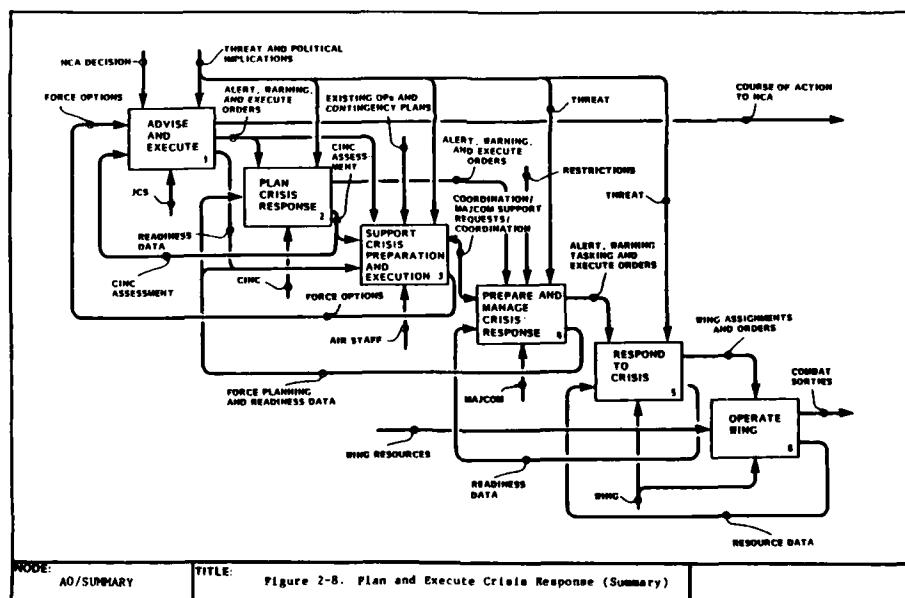 NCA DECISION
THREAT AND POLITICAL
IMPLICATIONS
FORCE OPTIONS
ALERT, WARNING,
AND EXECUTE
ORDERS
EXISTING OPs AND
CONTINGENCY PLANS
THREAT
COURSE OF ACTION
TO NCA
ADVISE
AND
EXECUTE
1
CINC
ASSESS-
MENT
ALERT, WARNING,
AND EXECUTE
ORDERS
RESTRICTIONS
JCS
PLAN
CRISIS
RESPONSE
2
COORDINATION/
MAJCOM SUPPORT
REQUESTS/
COORDINATION
THREAT
READINESS
DATA
SUPPORT
CRISIS
PREPARATION
AND
EXECUTION 3
ALERT, WARNING
TASKING AND
EXECUTE ORDERS
CINC
ASSESSMENT
CINC
FORCE OPTIONS
PREPARE AND
MANAGE
CRISIS
RESPONSE
4
AIR STAFF
WING ASSIGNMENTS
AND ORDERS
RESPOND
TO
CRISIS
5
FORCE PLANNING
AND READINESS DATA
MAJCOM
COMBAT
SORTIES
OPERATE
WING
6
WING RESOURCES
READINESS
DATA
WING
RESOURCE DATA
NODE:
A0/SUMMARY
TITLE:
Figure 2-8. Plan and Execute Crisis Response (Summary)